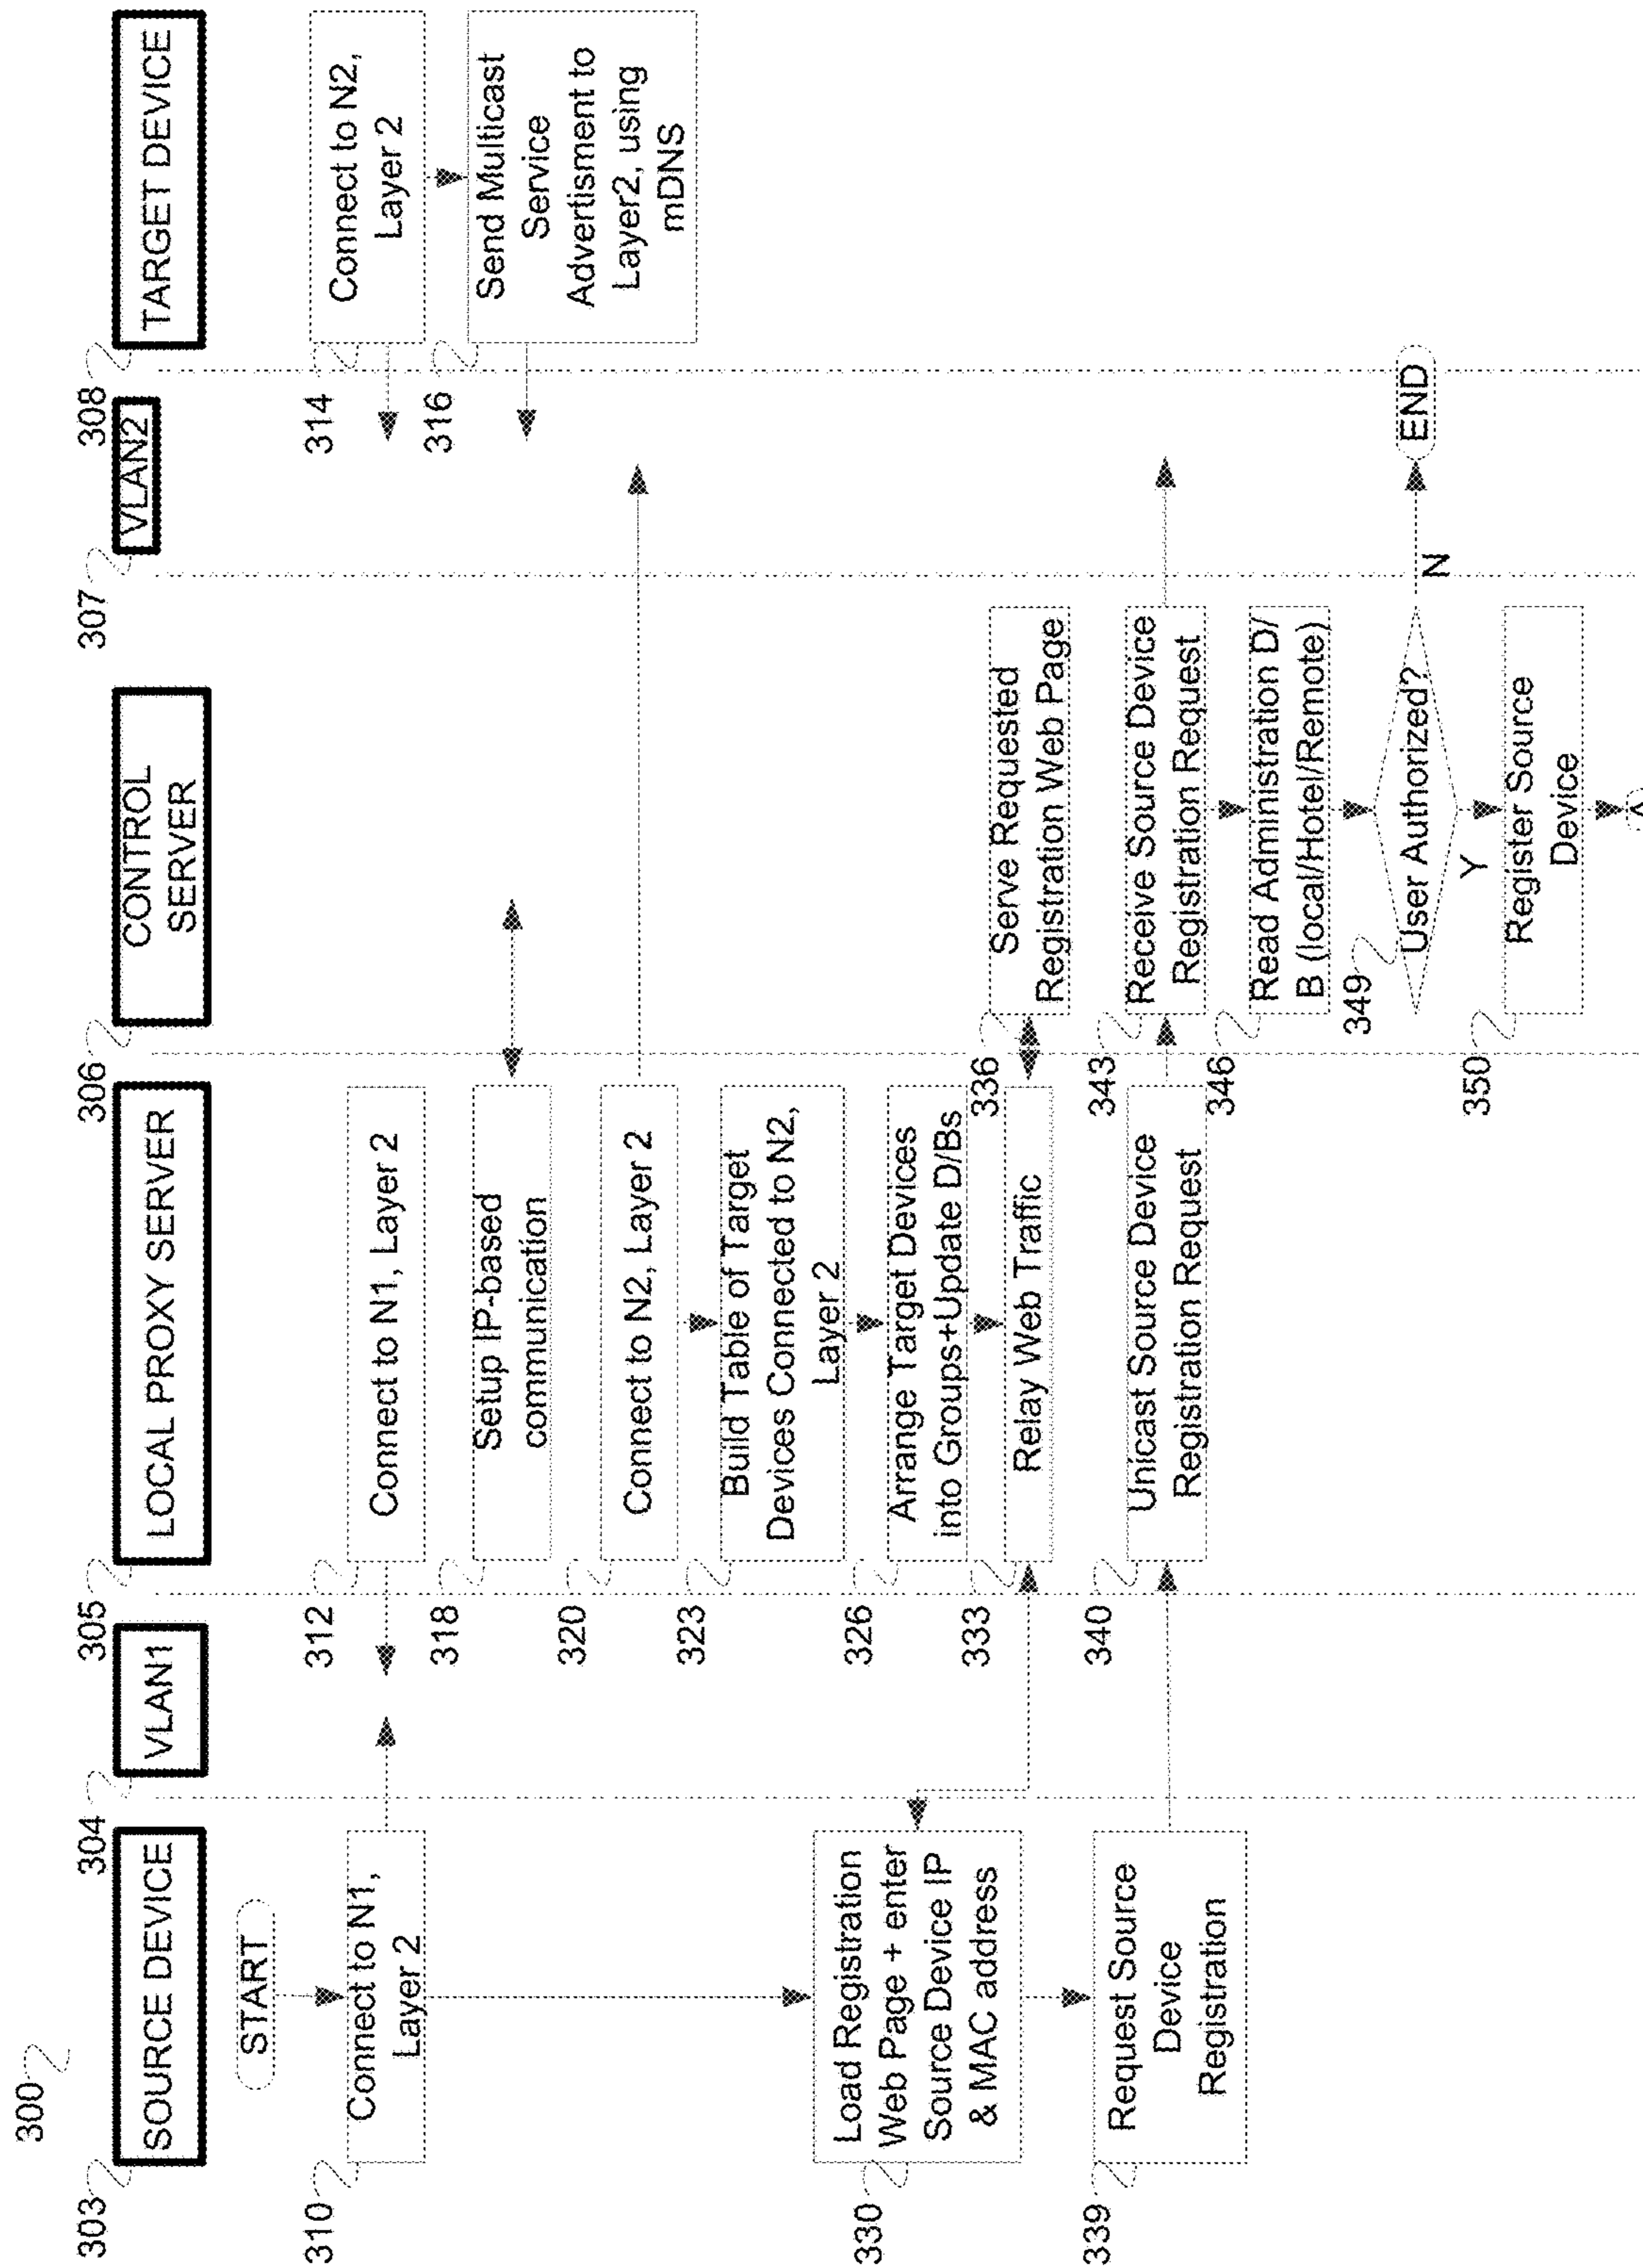 300
303
SOURCE DEVICE
304
VLAN1
305
LOCAL PROXY SERVER
306
CONTROL
SERVER
307
VLAN2
308
TARGET DEVICE
START
310
Connect to N1,
Layer 2
312
Connect to N1, Layer 2
314
Connect to N2,
Layer 2
316
Send Multicast
Service
Advertisment to
Layer2, using
mDNS
318
Setup IP-based
communication
320
Connect to N2, Layer 2
323
Build Table of Target
Devices Connected to N2,
Layer 2
326
Arrange Target Devices
into Groups+Update D/Bs
330
Load Registration
Web Page + enter
Source Device IP
& MAC address
333
Relay Web Traffic
336
Serve Requested
Registration Web Page
339
Request Source
Device
Registration
340
Unicast Source Device
Registration Request
343
Receive Source Device
Registration Request
346
Read Administration D/
B (local/Hotel/Remote)
349
User Authorized?
N
END
Y
350
Register Source
Device